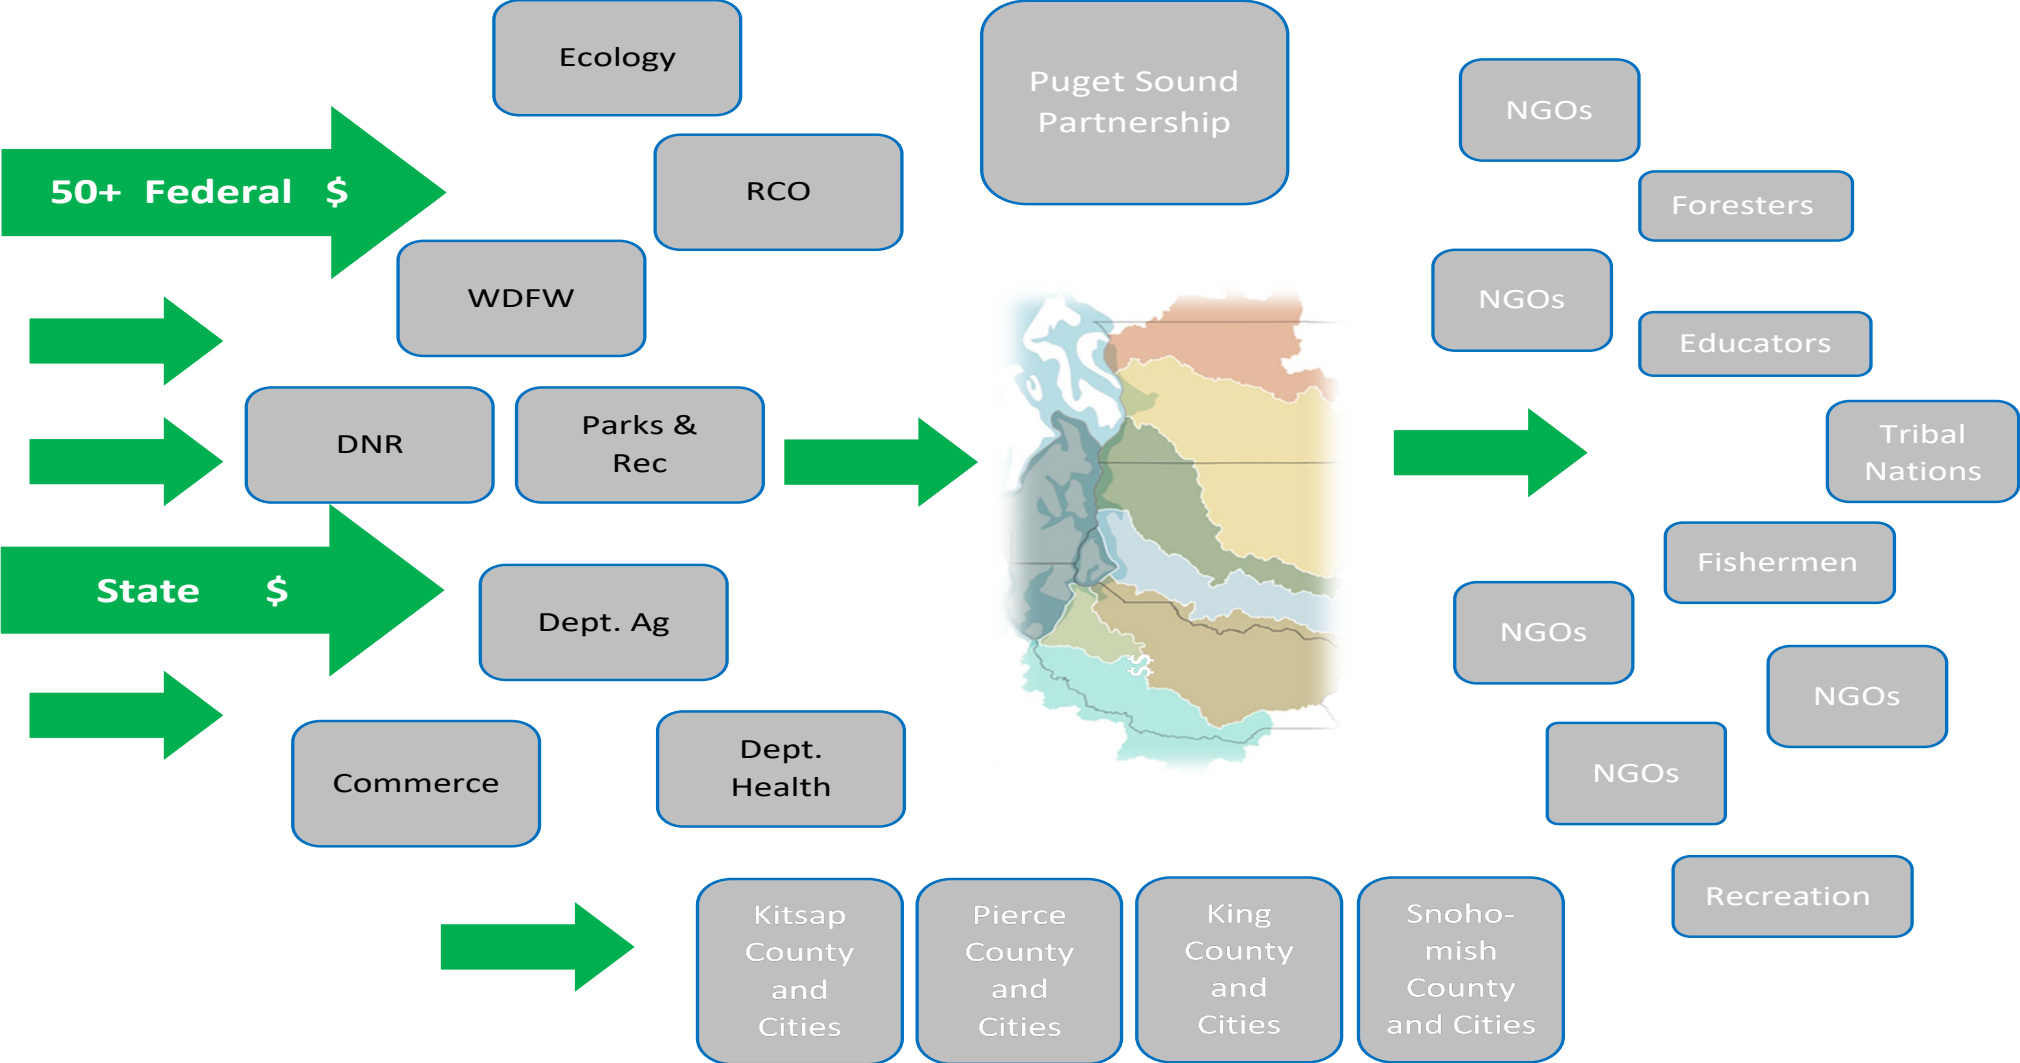 Ecology
Puget Sound
Partnership
NGOs
50+ Federal $
RCO
Foresters
WDFW
NGOs
Educators
DNR
Parks &
Rec
Tribal
Nations
State $
Dept. Ag
Fishermen
NGOs
$$
NGOs
Commerce
Dept.
Health
NGOs
Recreation
Kitsap
County
and
Cities
Pierce
County
and
Cities
King
County
and
Cities
Snoho-
mish
County
and Cities